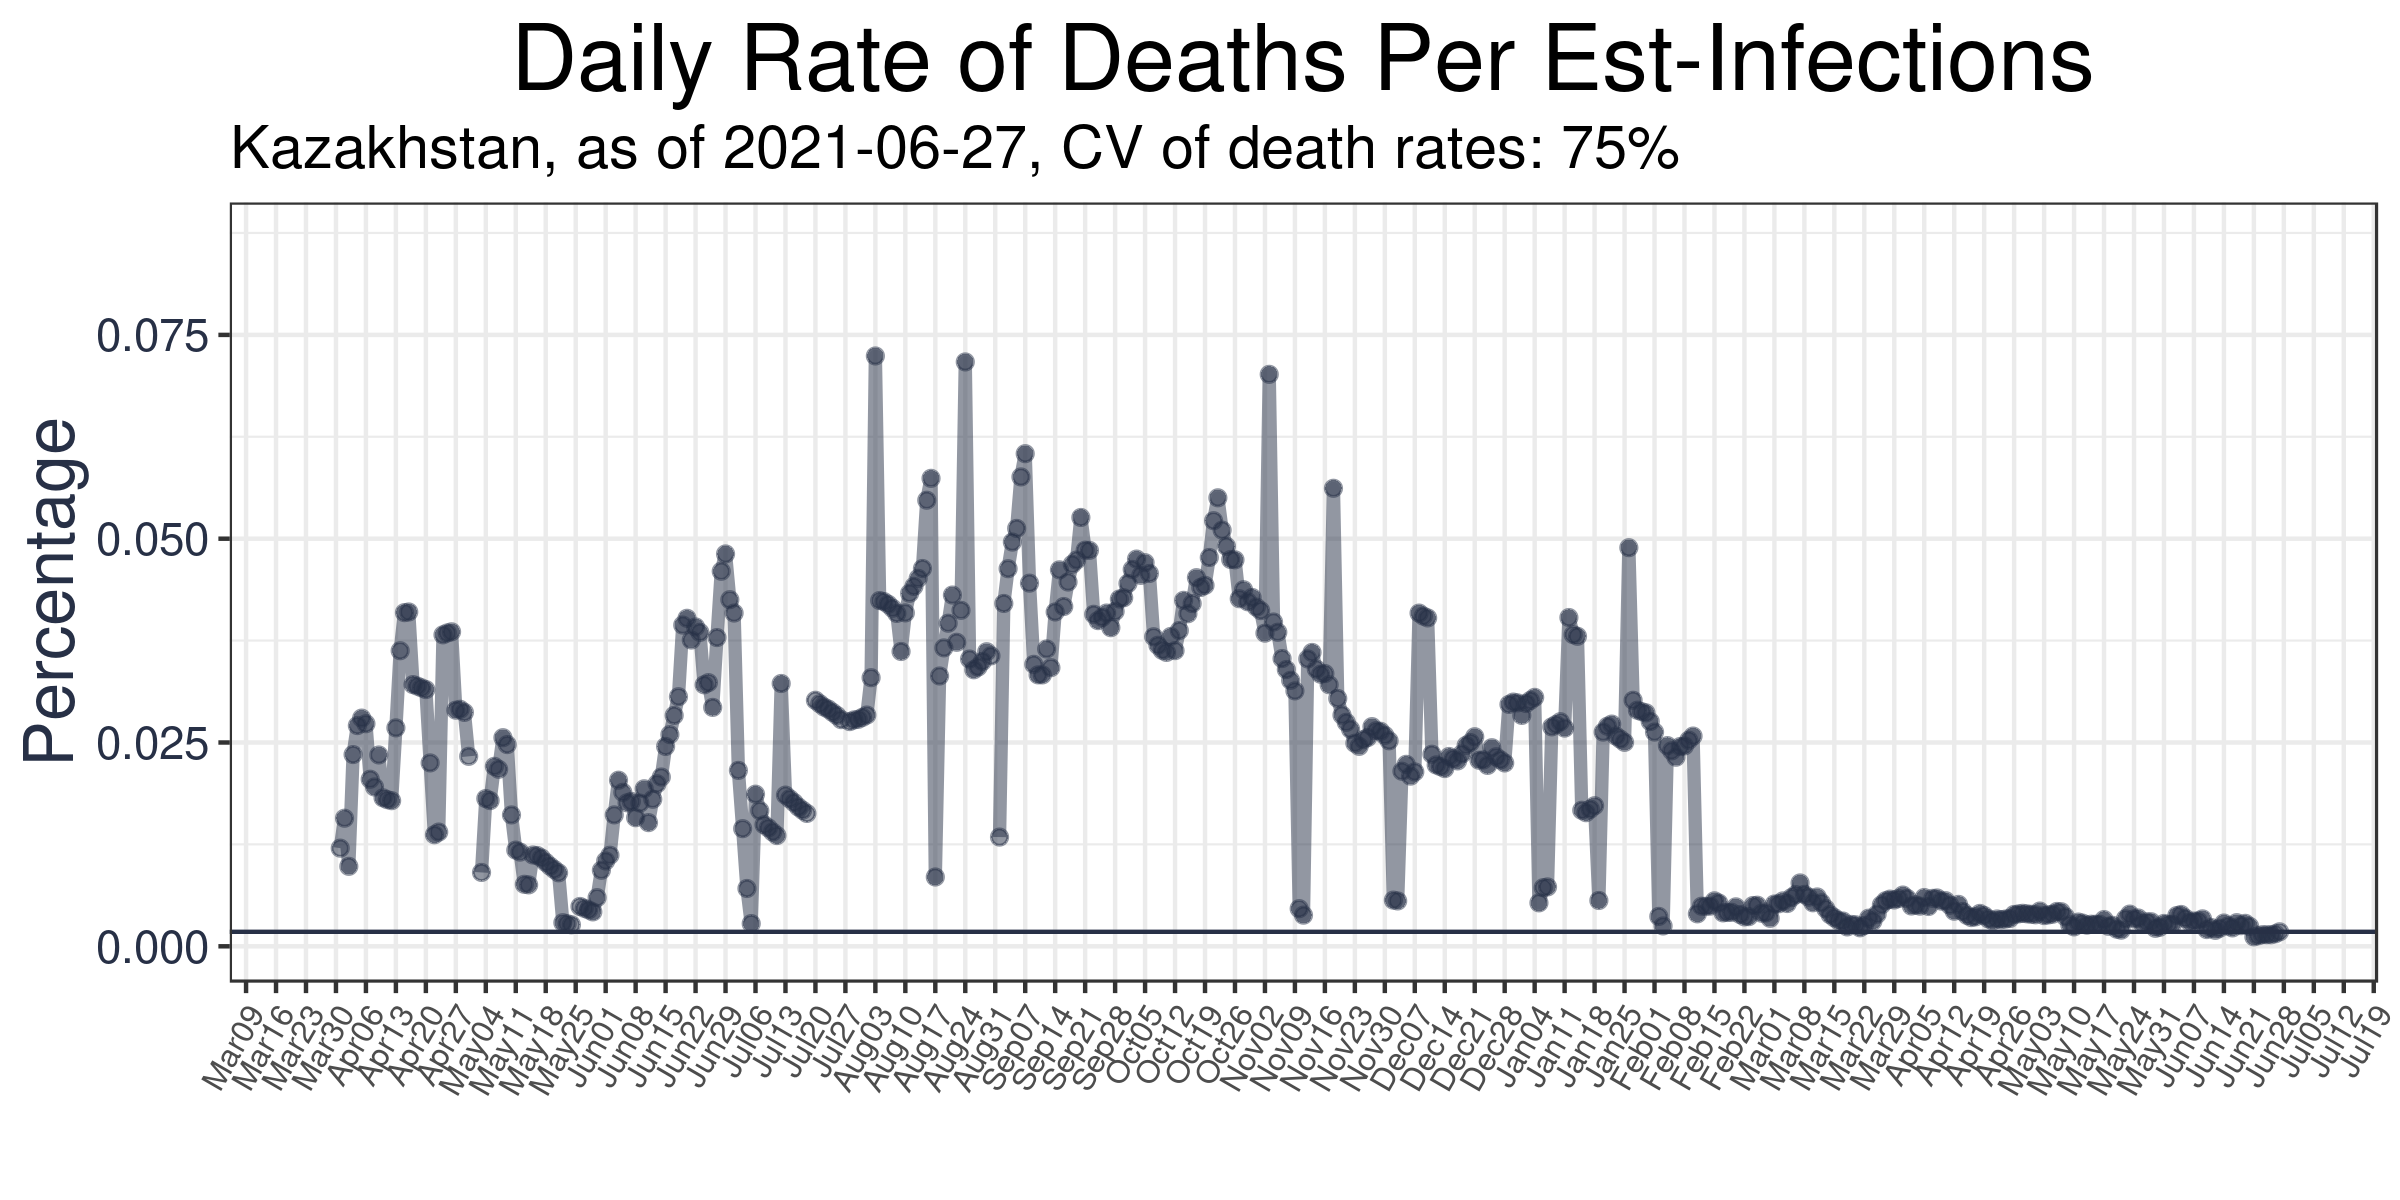 Daily Rate of Deaths Per Est-Infections
Kazakhstan, as of 2021-06-27, CV of death rates: 75%
Percentage
0.075
0.050
0.025
0.000
Mar09
Mar16
Mar23
Mar30
Apr06
Apr13
Apr20
Apr27
May04
May11
May18
May25
Jun01
Jun08
Jun15
Jun22
Jun29
Jul06
Jul13
Jul20
Jul27
Aug03
Aug10
Aug17
Aug24
Aug31
Sep07
Sep14
Sep21
Sep28
Oct05
Oct12
Oct19
Oct26
Nov02
Nov09
Nov16
Nov23
Nov30
Dec07
Dec14
Dec21
Dec28
Jan04
Jan11
Jan18
Jan25
Feb01
Feb08
Feb15
Feb22
Mar01
Mar08
Mar15
Mar22
Mar29
Apr05
Apr12
Apr19
Apr26
May03
May10
May17
May24
May31
Jun07
Jun14
Jun21
Jun28
Jul05
Jul12
Jul19